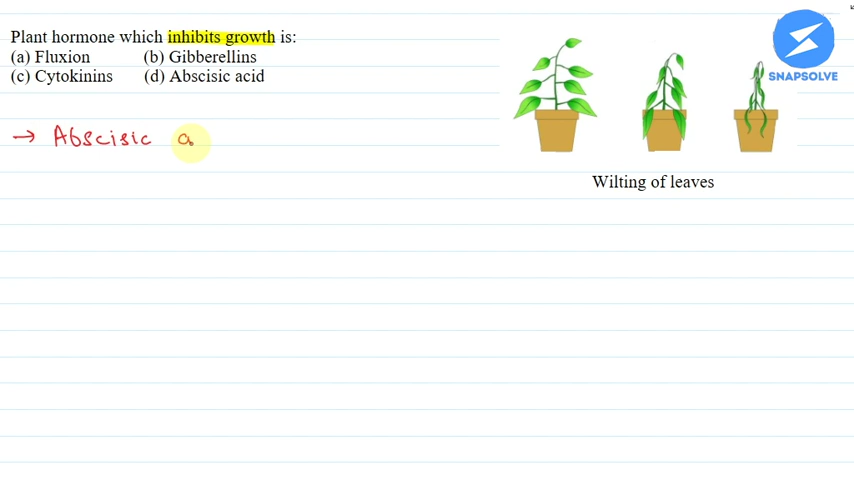 Plant hormone which inhibits growth is:
(a) Fluxion (b) Gibberellins
(c) Cytokinins (d) Abscisic acid
SNAPSOLVE
→ Abscisic a
Wilting of leaves